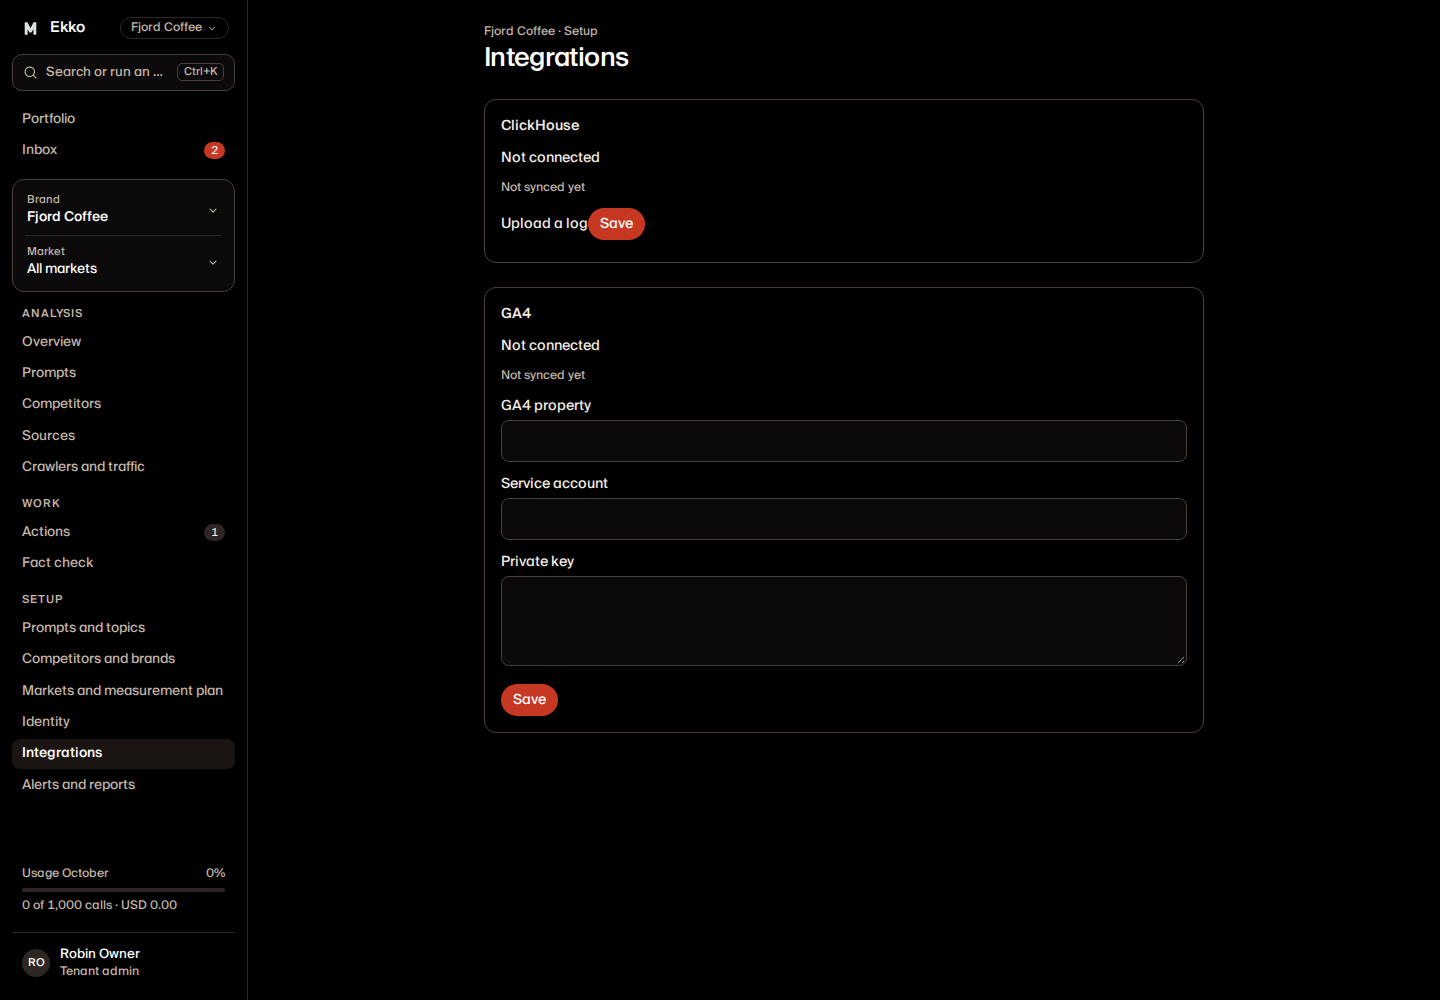 Ekko
Fjord Coffee
Search or run an ...
Ctrl+K
Portfolio
Inbox
2
Brand
Fjord Coffee
Market
All markets
ANALYSIS
Overview
Prompts
Competitors
Sources
Crawlers and traffic
WORK
Actions
1
Fact check
SETUP
Prompts and topics
Competitors and brands
Markets and measurement plan
Identity
Integrations
Alerts and reports
Usage October
0%
0 of 1,000 calls · USD 0.00
RO
Robin Owner
Tenant admin
Fjord Coffee · Setup
Integrations
ClickHouse
Not connected
Not synced yet
Upload a log
Save
GA4
Not connected
Not synced yet
GA4 property
Service account
Private key
Save